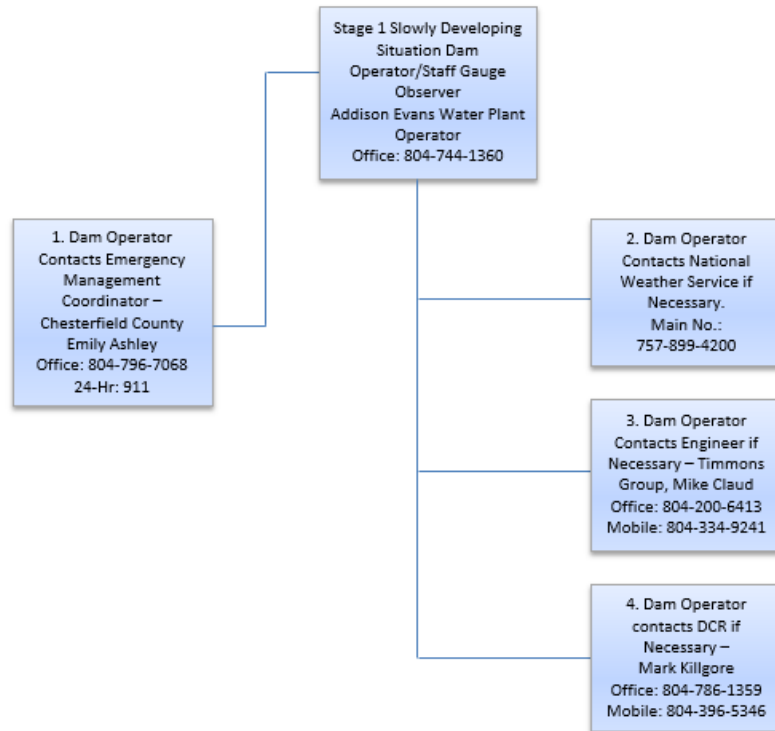 Stage 1 Slowly Developing
Situation Dam
Operator/Staff Gauge
Observer
Addison Evans Water Plant
Operator
Office: 804-744-1360
1. Dam Operator
Contacts Emergency
Management
Coordinator –
Chesterfield County
Emily Ashley
Office: 804-796-7068
24-Hr: 911
2. Dam Operator
Contacts National
Weather Service if
Necessary.
Main No.:
757-899-4200
3. Dam Operator
Contacts Engineer if
Necessary – Timmons
Group, Mike Claud
Office: 804-200-6413
Mobile: 804-334-9241
4. Dam Operator
contacts DCR if
Necessary –
Mark Killgore
Office: 804-786-1359
Mobile: 804-396-5346